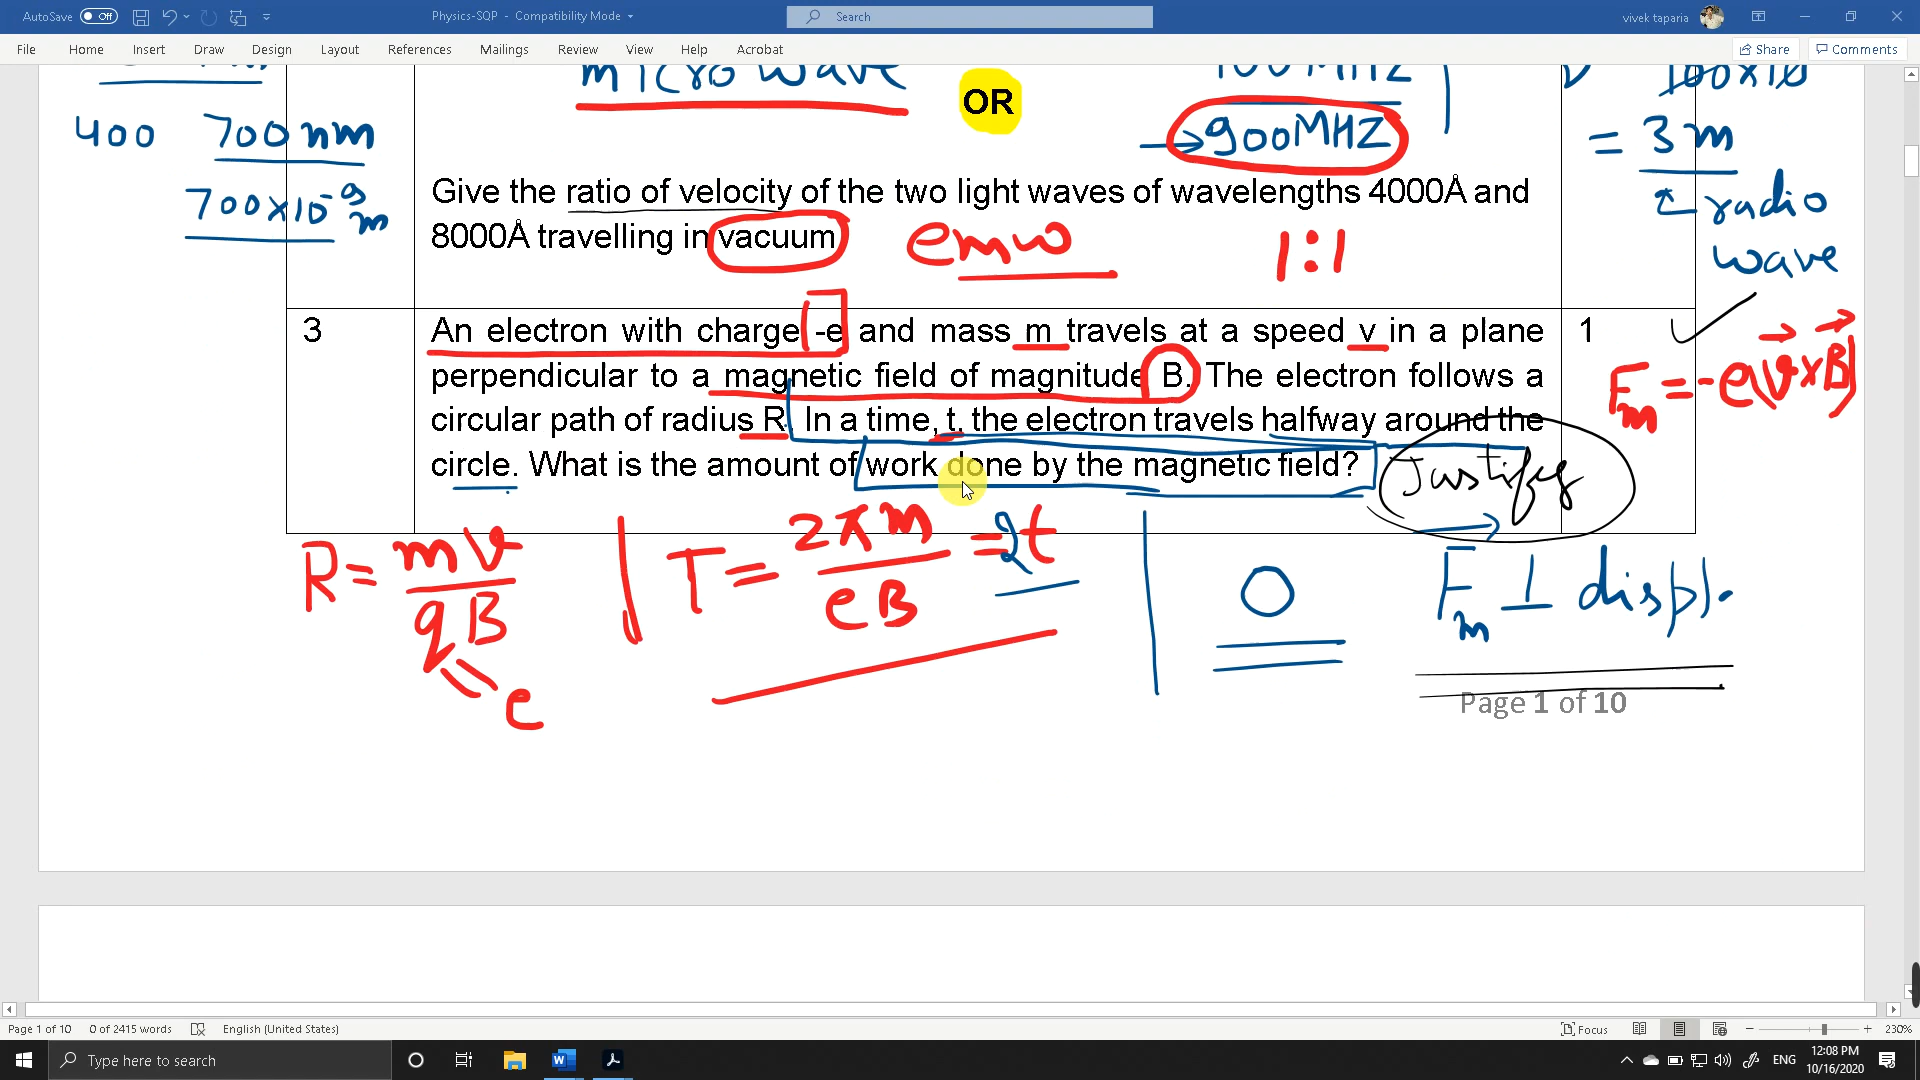 AutoSave Off Physics-SQP - Compatibility Mode Search vivek taparia
File Home Insert Draw Design Layout References Mailings Review View Help Acrobat Share Comments
micro wave
100MHZ
OR
400 700nm
→900MHZ
= 3m
700×10⁻⁹m
radio
wave
Give the ratio of velocity of the two light waves of wavelengths 4000Å and
8000Å travelling in vacuum
emw 1:1
3 An electron with charge -e and mass m travels at a speed v in a plane 1
perpendicular to a magnetic field of magnitude B. The electron follows a
Fm = -e(v×B)
circular path of radius R. In a time, t, the electron travels halfway around the
circle. What is the amount of work done by the magnetic field?
Justify
R = mv/qB
e
T = 2πm/eB = 2t
0
Fm ⊥ displ.
Page 1 of 10
Page 1 of 10 0 of 2415 words English (United States) Focus 230%
Type here to search
ENG 12:08 PM
10/16/2020